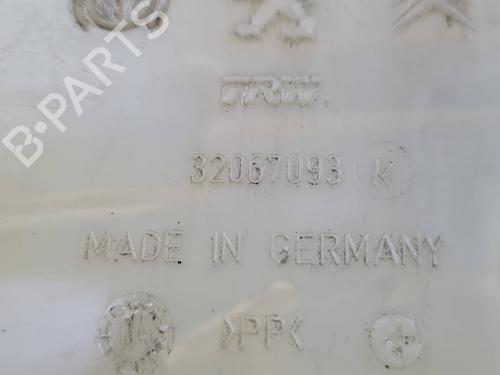 B-PARTS
TRW
32067093 K
MADE IN GERMANY
>PP<